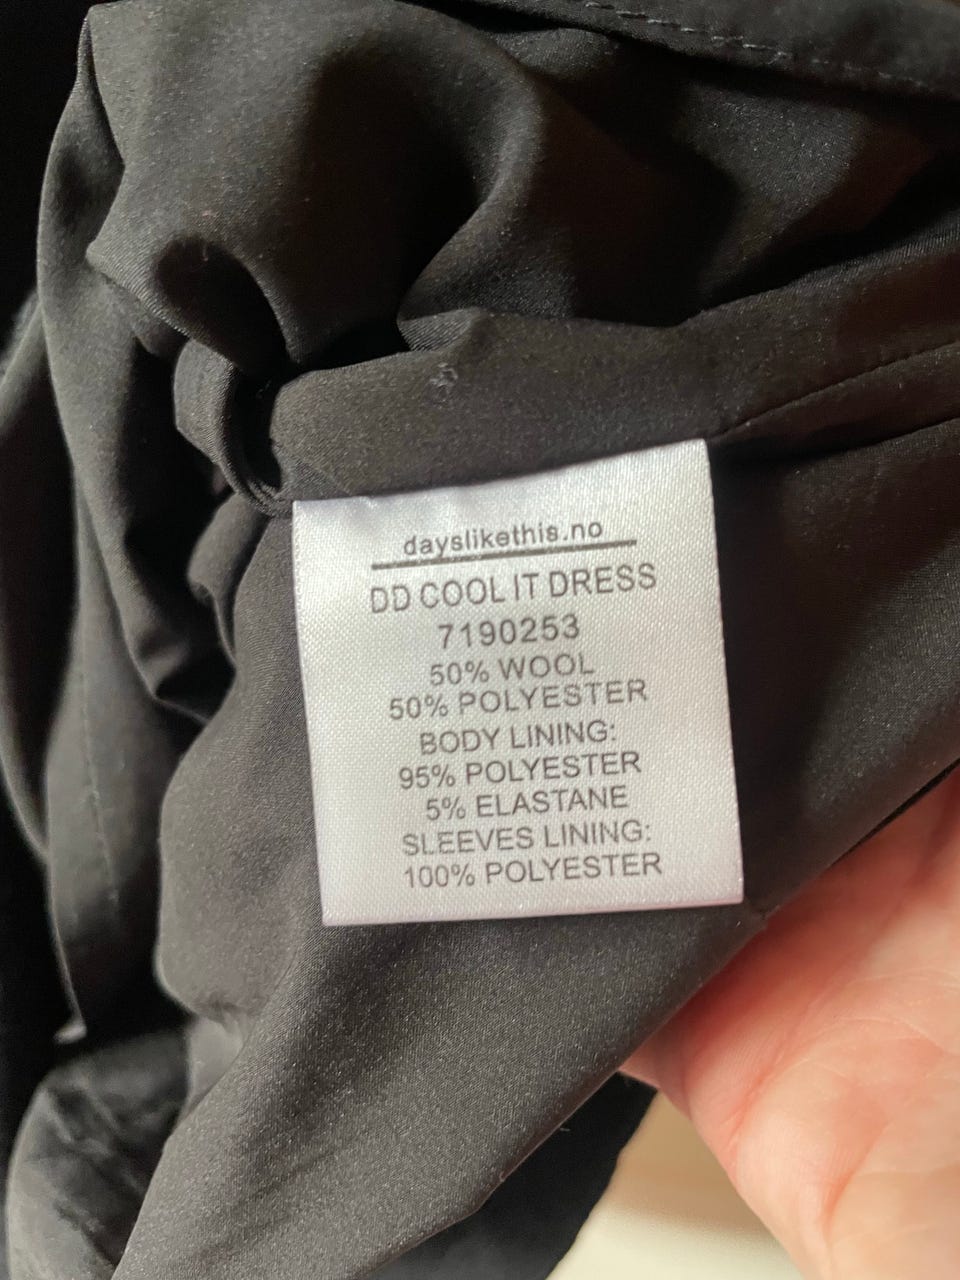 dayslikethis.no
DD COOL IT DRESS
7190253
50% WOOL
50% POLYESTER
BODY LINING:
95% POLYESTER
5% ELASTANE
SLEEVES LINING:
100% POLYESTER